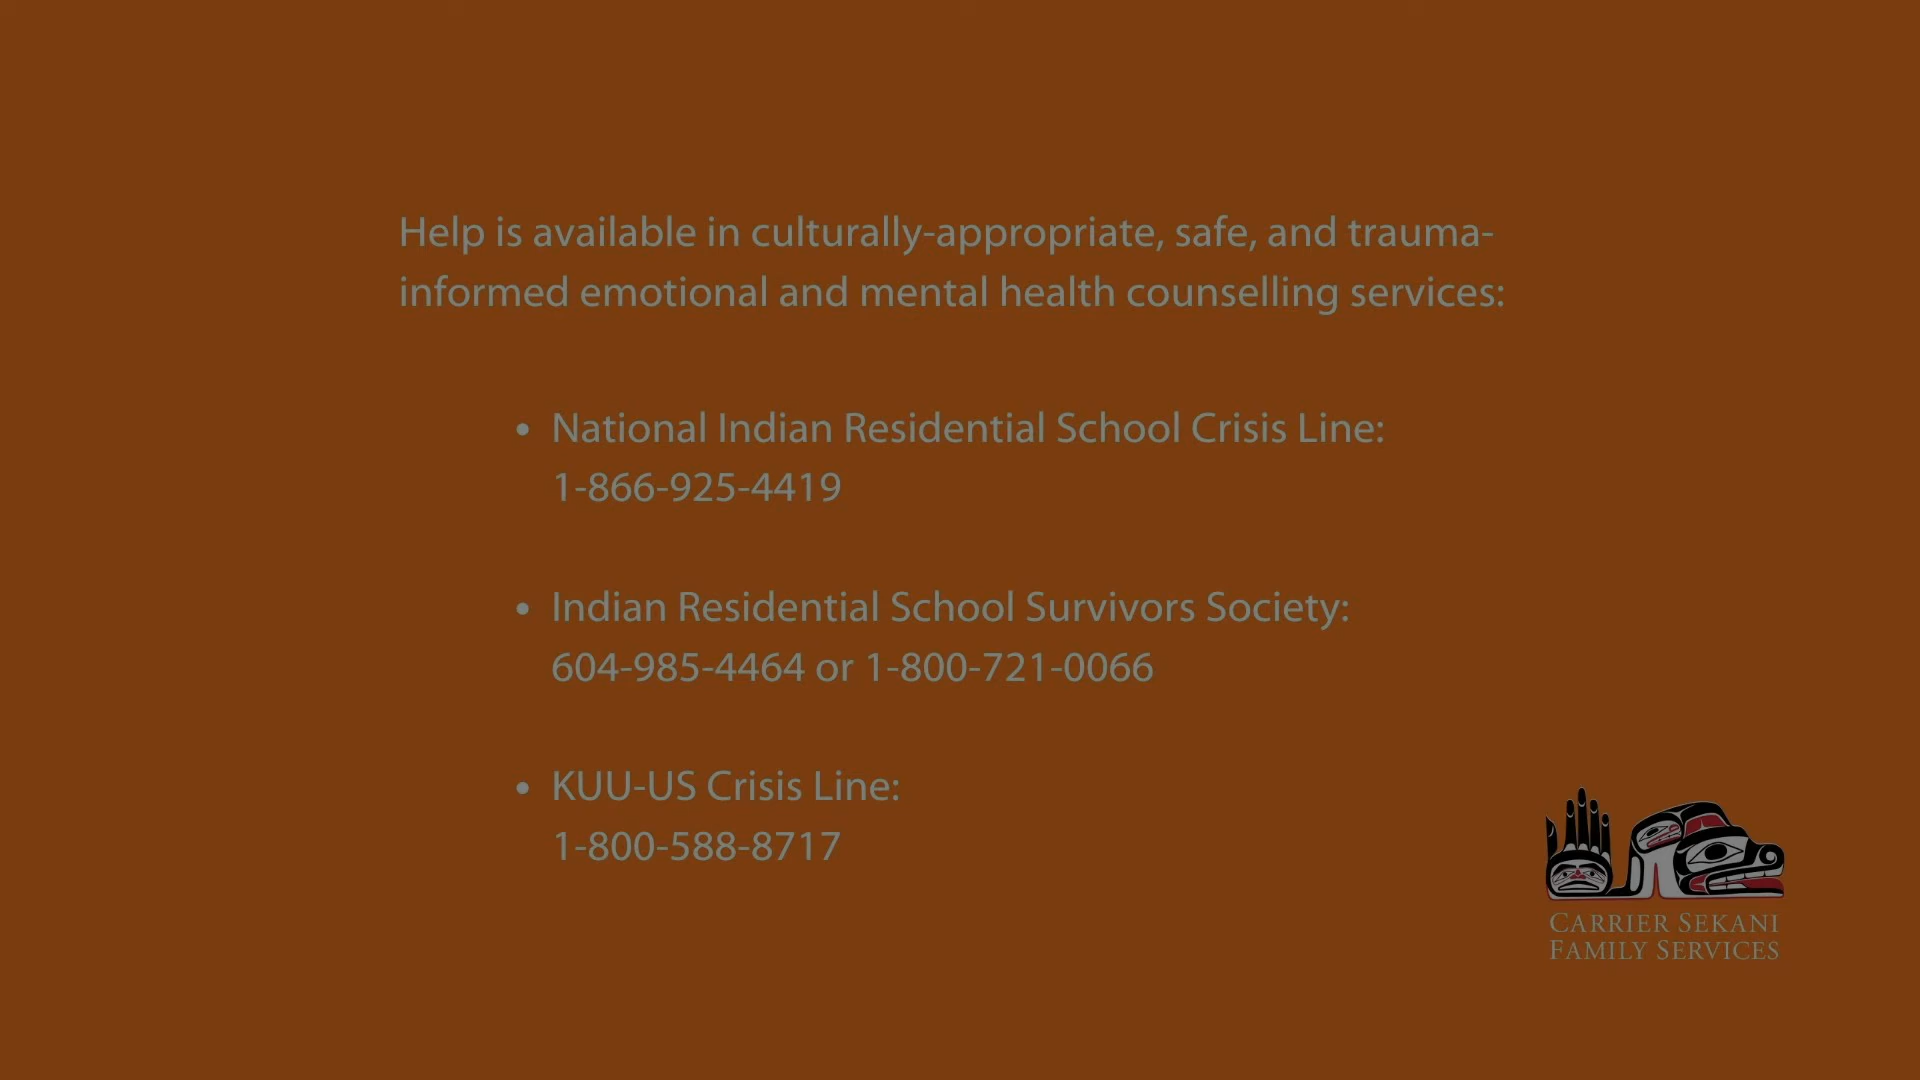 Help is available in culturally-appropriate, safe, and trauma-
informed emotional and mental health counselling services:
• National Indian Residential School Crisis Line:
1-866-925-4419
• Indian Residential School Survivors Society:
604-985-4464 or 1-800-721-0066
• KUU-US Crisis Line:
1-800-588-8717
CARRIER SEKANI
FAMILY SERVICES